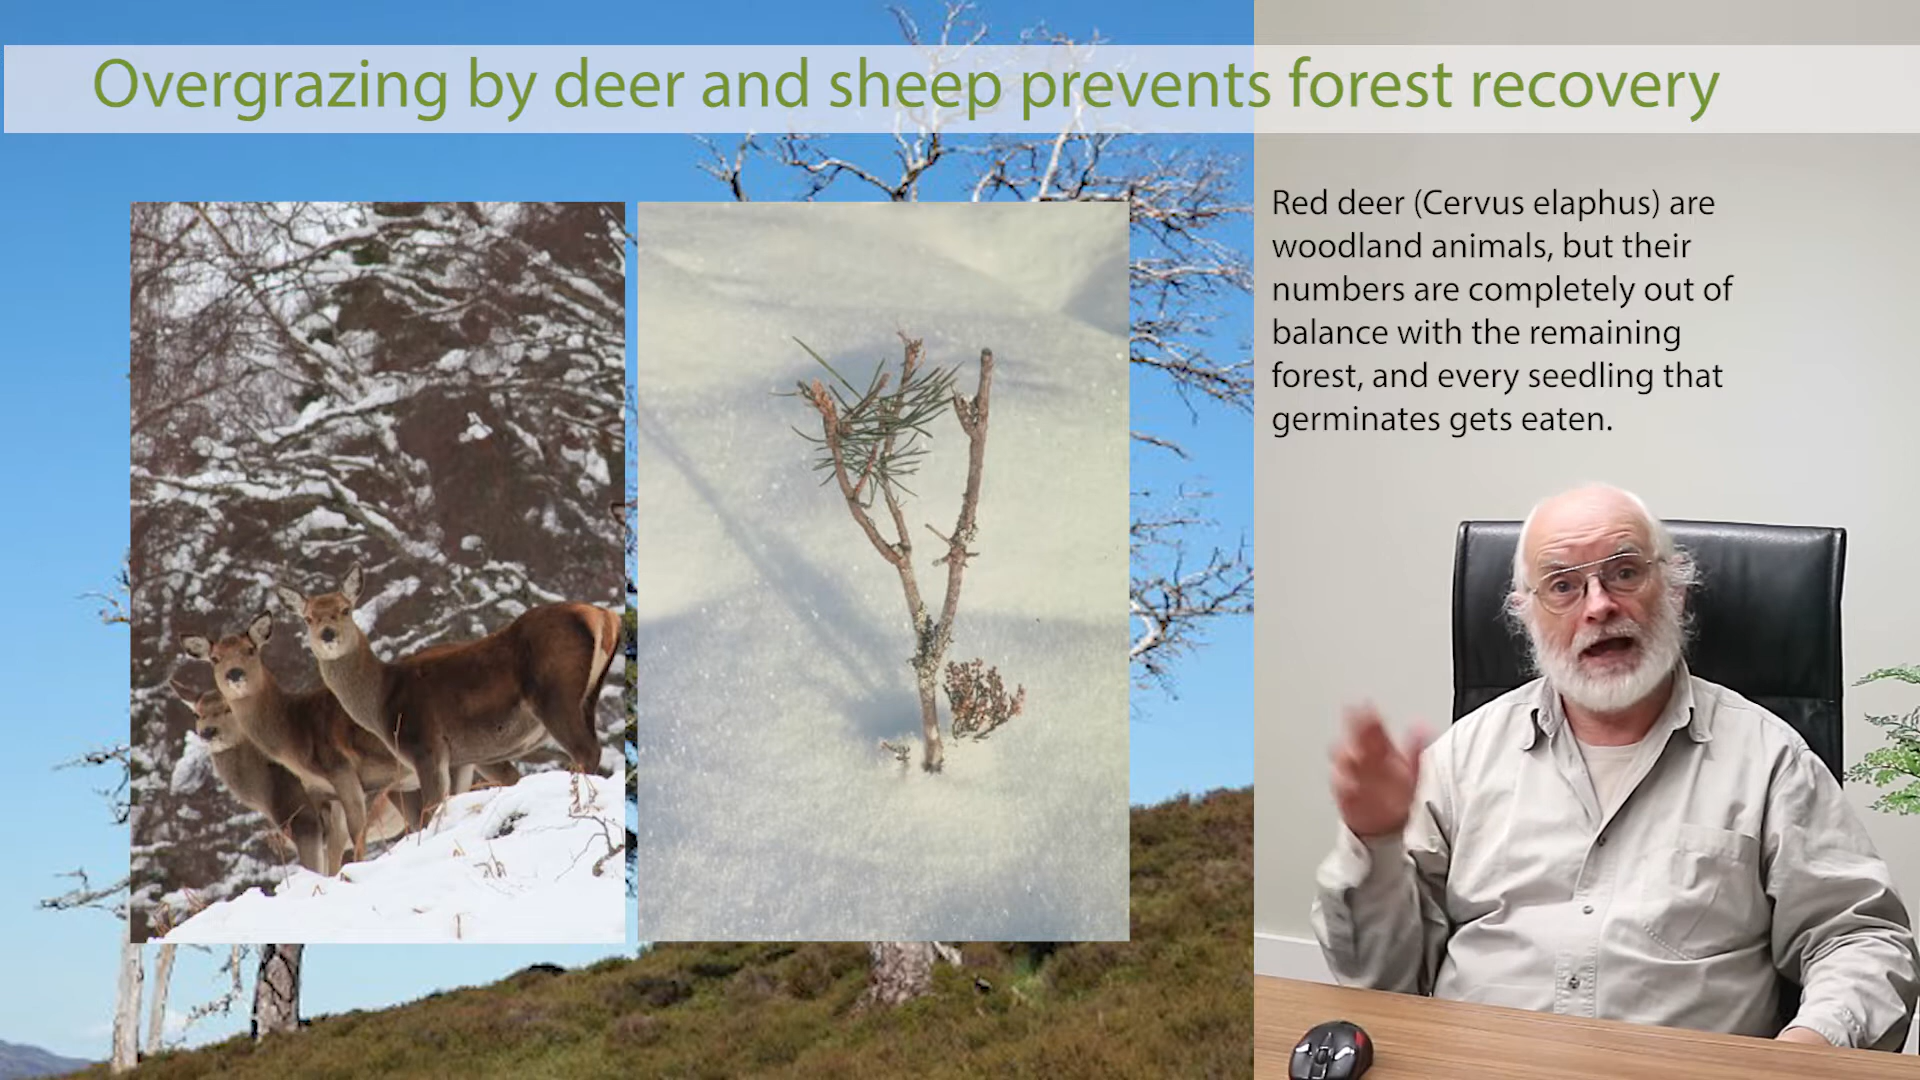 Overgrazing by deer and sheep prevents forest recovery
Red deer (Cervus elaphus) are
woodland animals, but their
numbers are completely out of
balance with the remaining
forest, and every seedling that
germinates gets eaten.